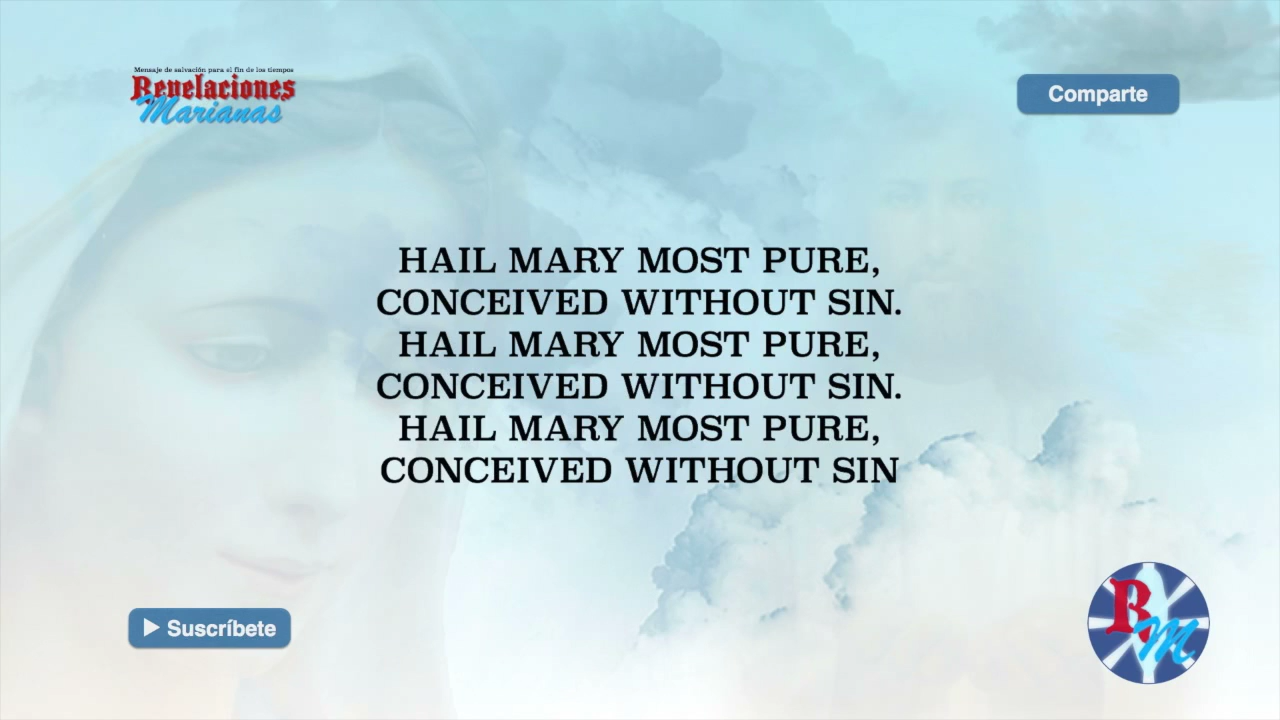 Mensaje de salvación para el fin de los tiempos
Revelaciones
Marianas
Comparte
HAIL MARY MOST PURE,
CONCEIVED WITHOUT SIN.
HAIL MARY MOST PURE,
CONCEIVED WITHOUT SIN.
HAIL MARY MOST PURE,
CONCEIVED WITHOUT SIN
Suscríbete
RM